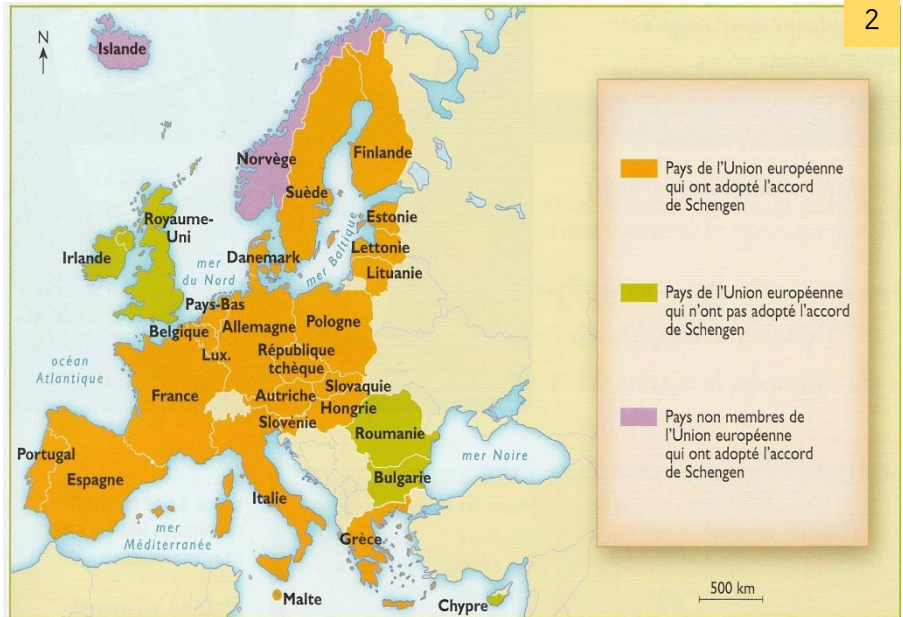 2
N
Islande
Norvège
Finlande
Suède
Royaume-
Uni
Estonie
Irlande
mer
du Nord
Danemark
mer Baltique
Lettonie
Lituanie
Pays-Bas
Belgique
Allemagne
Pologne
Lux.
République
tchèque
océan
Atlantique
Slovaquie
France
Autriche
Hongrie
Slovénie
Roumanie
Portugal
Espagne
mer Noire
Bulgarie
Italie
mer
Méditerranée
Grèce
Malte
Chypre
Pays de l'Union européenne
qui ont adopté l'accord
de Schengen
Pays de l'Union européenne
qui n'ont pas adopté l'accord
de Schengen
Pays non membres de
l'Union européenne
qui ont adopté l'accord
de Schengen
500 km